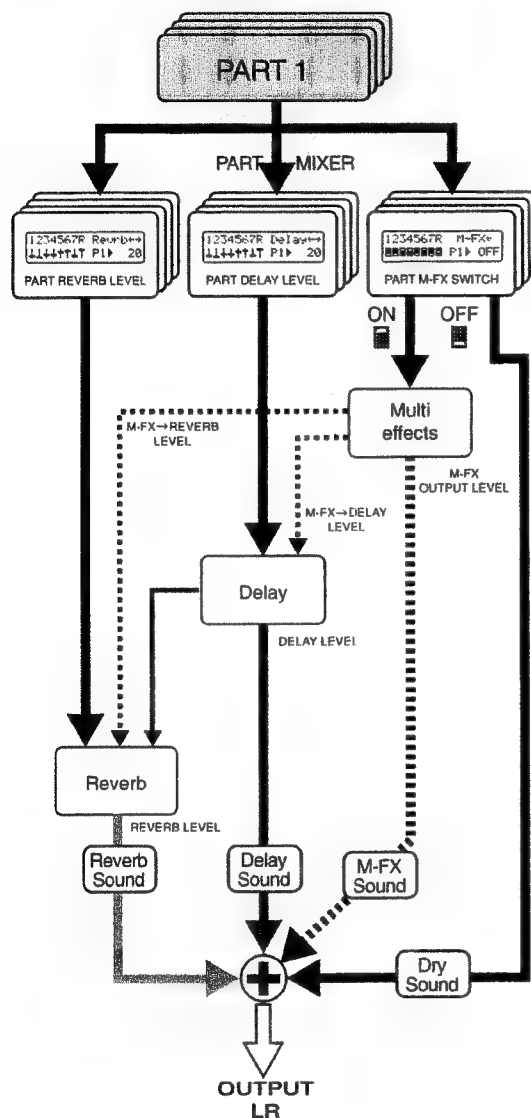 PART 1
PART MIXER
1234567R Revrb↔
↓↓↓↓↑↑↓↑ P1▶ 20
PART REVERB LEVEL
1234567R Delay↔
↓↓↓↓↑↑↓↑ P1▶ 20
PART DELAY LEVEL
1234567R M-FX←
P1▶ OFF
PART M-FX SWITCH
ON
OFF
Multi
effects
M-FX→REVERB
LEVEL
M-FX
OUTPUT LEVEL
M-FX→DELAY
LEVEL
Delay
DELAY LEVEL
Reverb
REVERB LEVEL
Reverb
Sound
Delay
Sound
M-FX
Sound
Dry
Sound
OUTPUT
LR